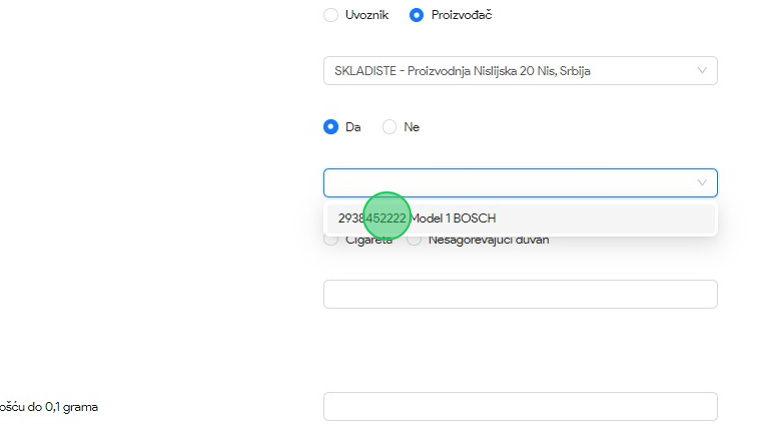 Uvoznik Proizvođač
SKLADISTE - Proizvodnja Nislijska 20 Nis, Srbija
Da Ne
2938452222 Model 1 BOSCH
Cigareta Nesagorevajući duvan
ošću do 0,1 grama